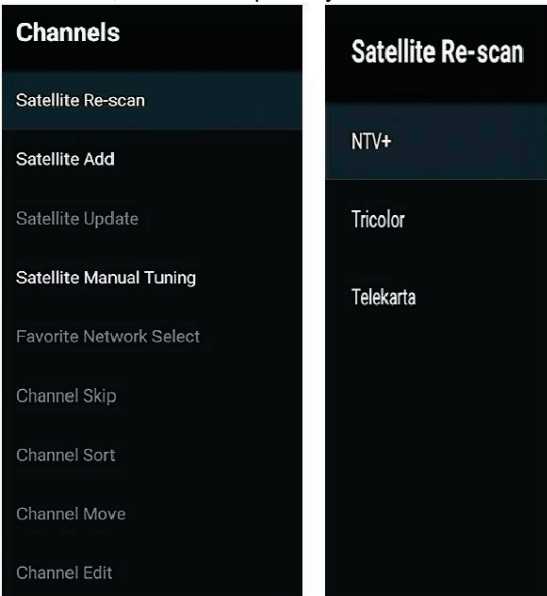 Channels
Satellite Re-scan
Satellite Add
Satellite Update
Satellite Manual Tuning
Favorite Network Select
Channel Skip
Channel Sort
Channel Move
Channel Edit
Satellite Re-scan
NTV+
Tricolor
Telekarta